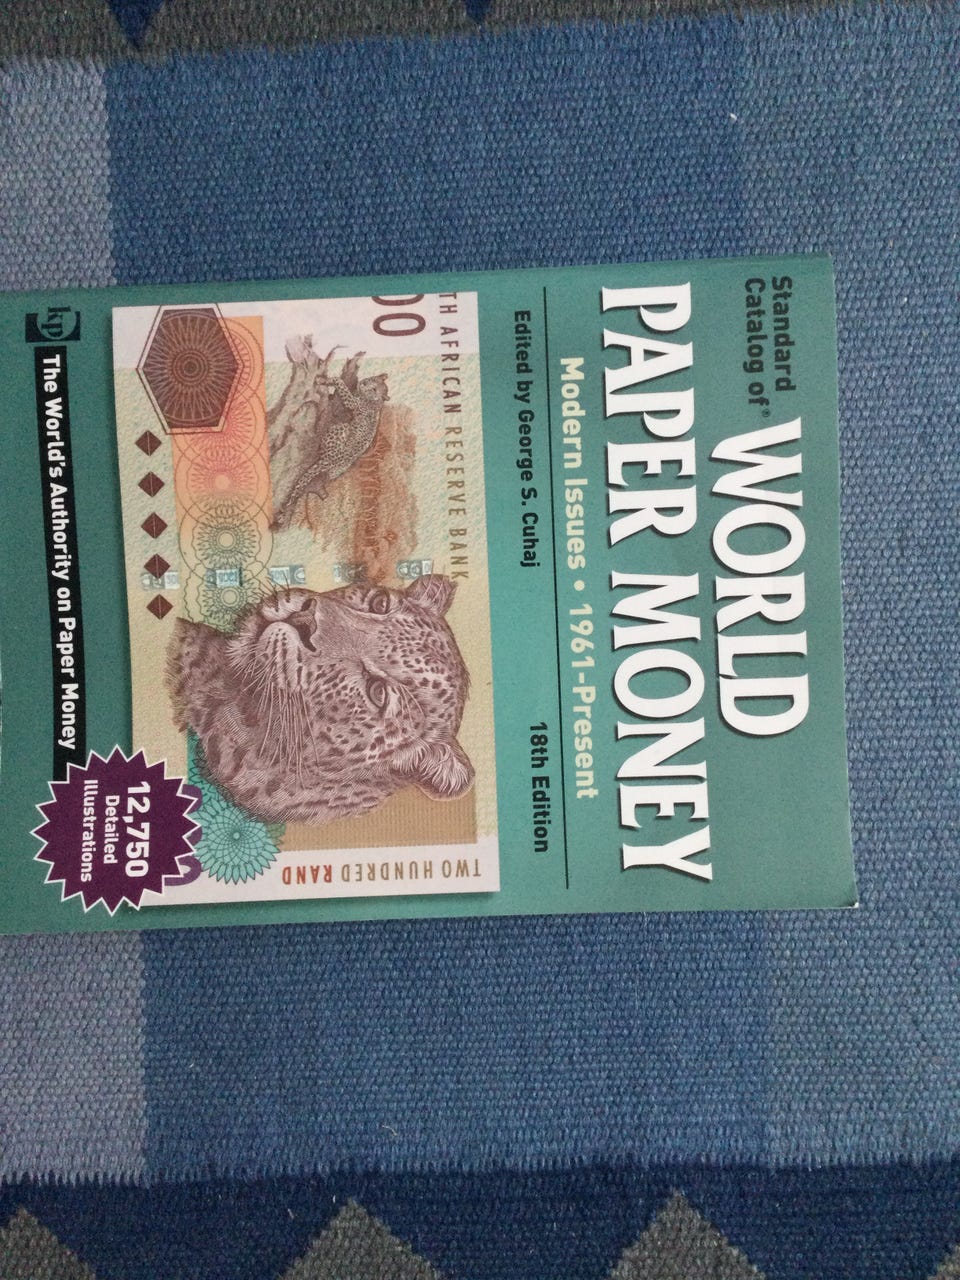 Standard
Catalog of®
WORLD
PAPER MONEY
Modern Issues • 1961-Present
Edited by George S. Cuhaj
18th Edition
TH AFRICAN RESERVE BANK
00
TWO HUNDRED RAND
12,750
Detailed
Illustrations
kp
The World's Authority on Paper Money